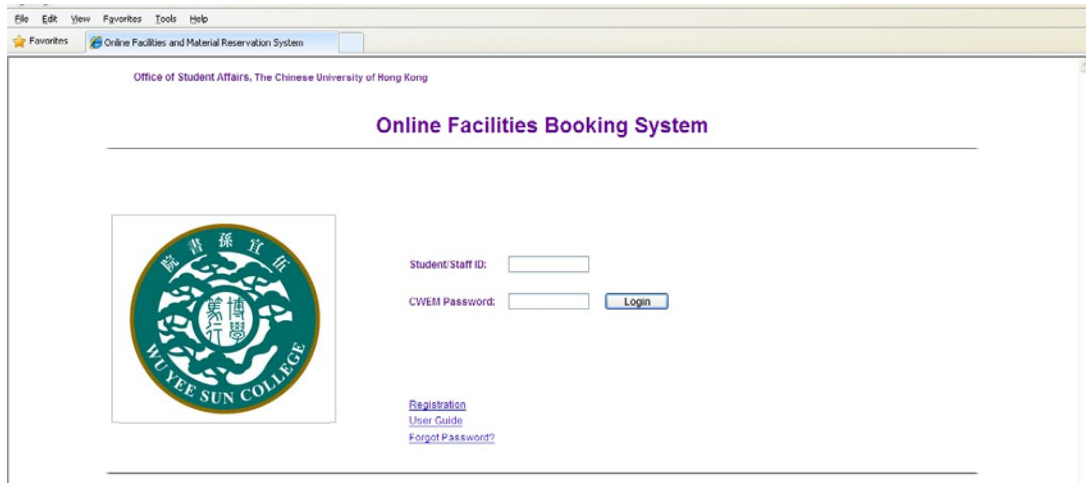 File Edit View Favorites Tools Help
Favorites Online Facilities and Material Reservation System
Office of Student Affairs, The Chinese University of Hong Kong
Online Facilities Booking System
伍宜孫書院
博學篤行
WU YEE SUN COLLEGE
Student/Staff ID:
CWEM Password: Login
Registration
User Guide
Forgot Password?